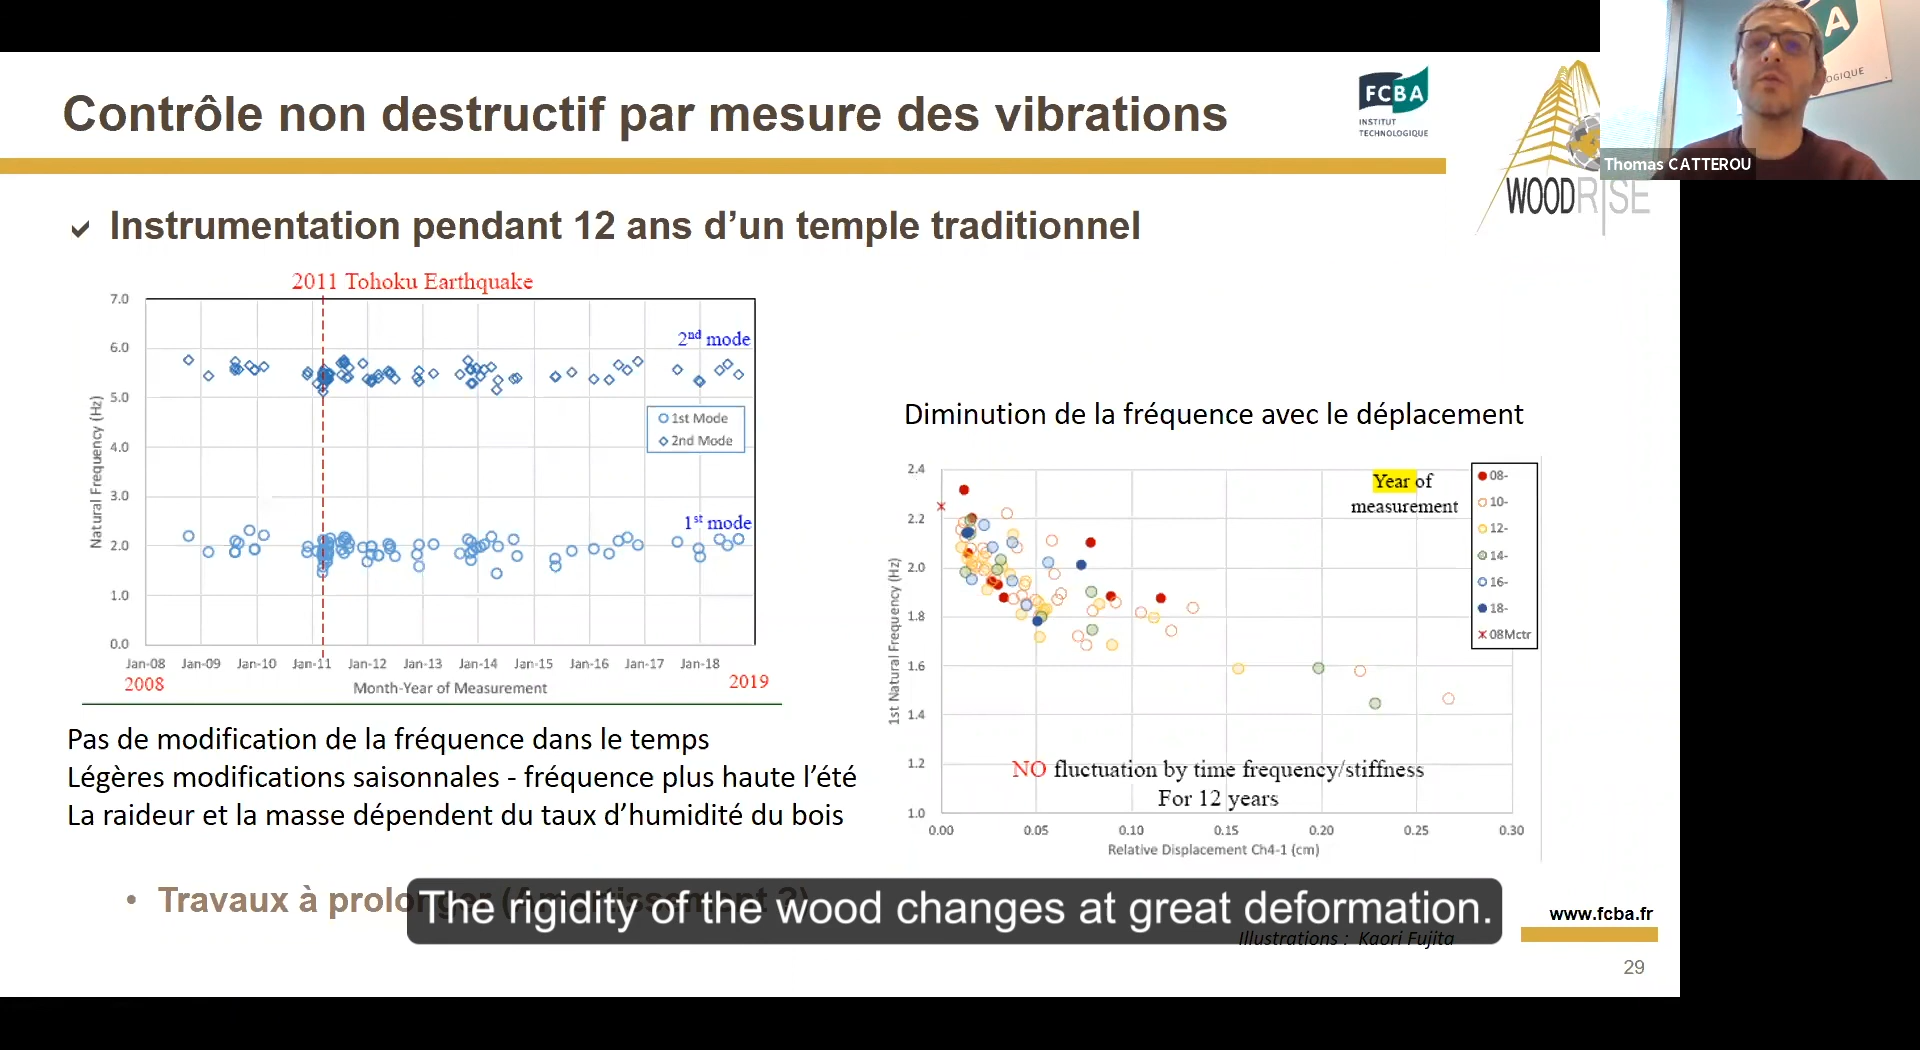 Contrôle non destructif par mesure des vibrations
FCBA
INSTITUT
TECHNOLOGIQUE
WOODRISE
A
OGIQUE
Thomas CATTEROU
Instrumentation pendant 12 ans d’un temple traditionnel
2011 Tohoku Earthquake
7.0
6.0
5.0
4.0
3.0
2.0
1.0
0.0
Natural Frequency (Hz)
2nd mode
1st Mode
2nd Mode
1st mode
Jan-08 Jan-09 Jan-10 Jan-11 Jan-12 Jan-13 Jan-14 Jan-15 Jan-16 Jan-17 Jan-18
2008
Month-Year of Measurement
2019
Pas de modification de la fréquence dans le temps
Légères modifications saisonnales - fréquence plus haute l’été
La raideur et la masse dépendent du taux d’humidité du bois
Diminution de la fréquence avec le déplacement
2.4
2.2
2.0
1.8
1.6
1.4
1.2
1.0
1st Natural Frequency (Hz)
Year of
measurement
08-
10-
12-
14-
16-
18-
08Mctr
NO fluctuation by time frequency/stiffness
For 12 years
0.00 0.05 0.10 0.15 0.20 0.25 0.30
Relative Displacement Ch4-1 (cm)
• Travaux à prolonger (Amortissement ?)
The rigidity of the wood changes at great deformation.
Illustrations : Kaori Fujita
www.fcba.fr
29